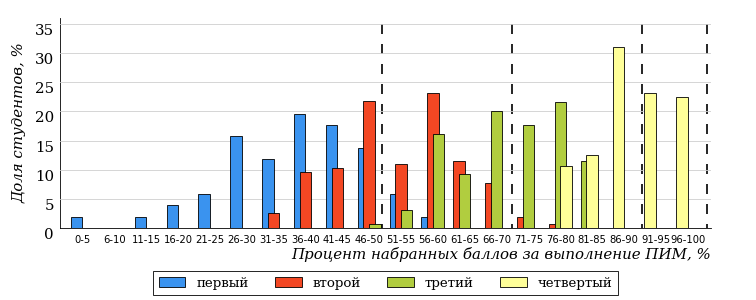 Доля студентов, %
35
30
25
20
15
10
5
0
0-5 6-10 11-15 16-20 21-25 26-30 31-35 36-40 41-45 46-50 51-55 56-60 61-65 66-70 71-75 76-80 81-85 86-90 91-95 96-100
Процент набранных баллов за выполнение ПИМ, %
первый второй третий четвертый